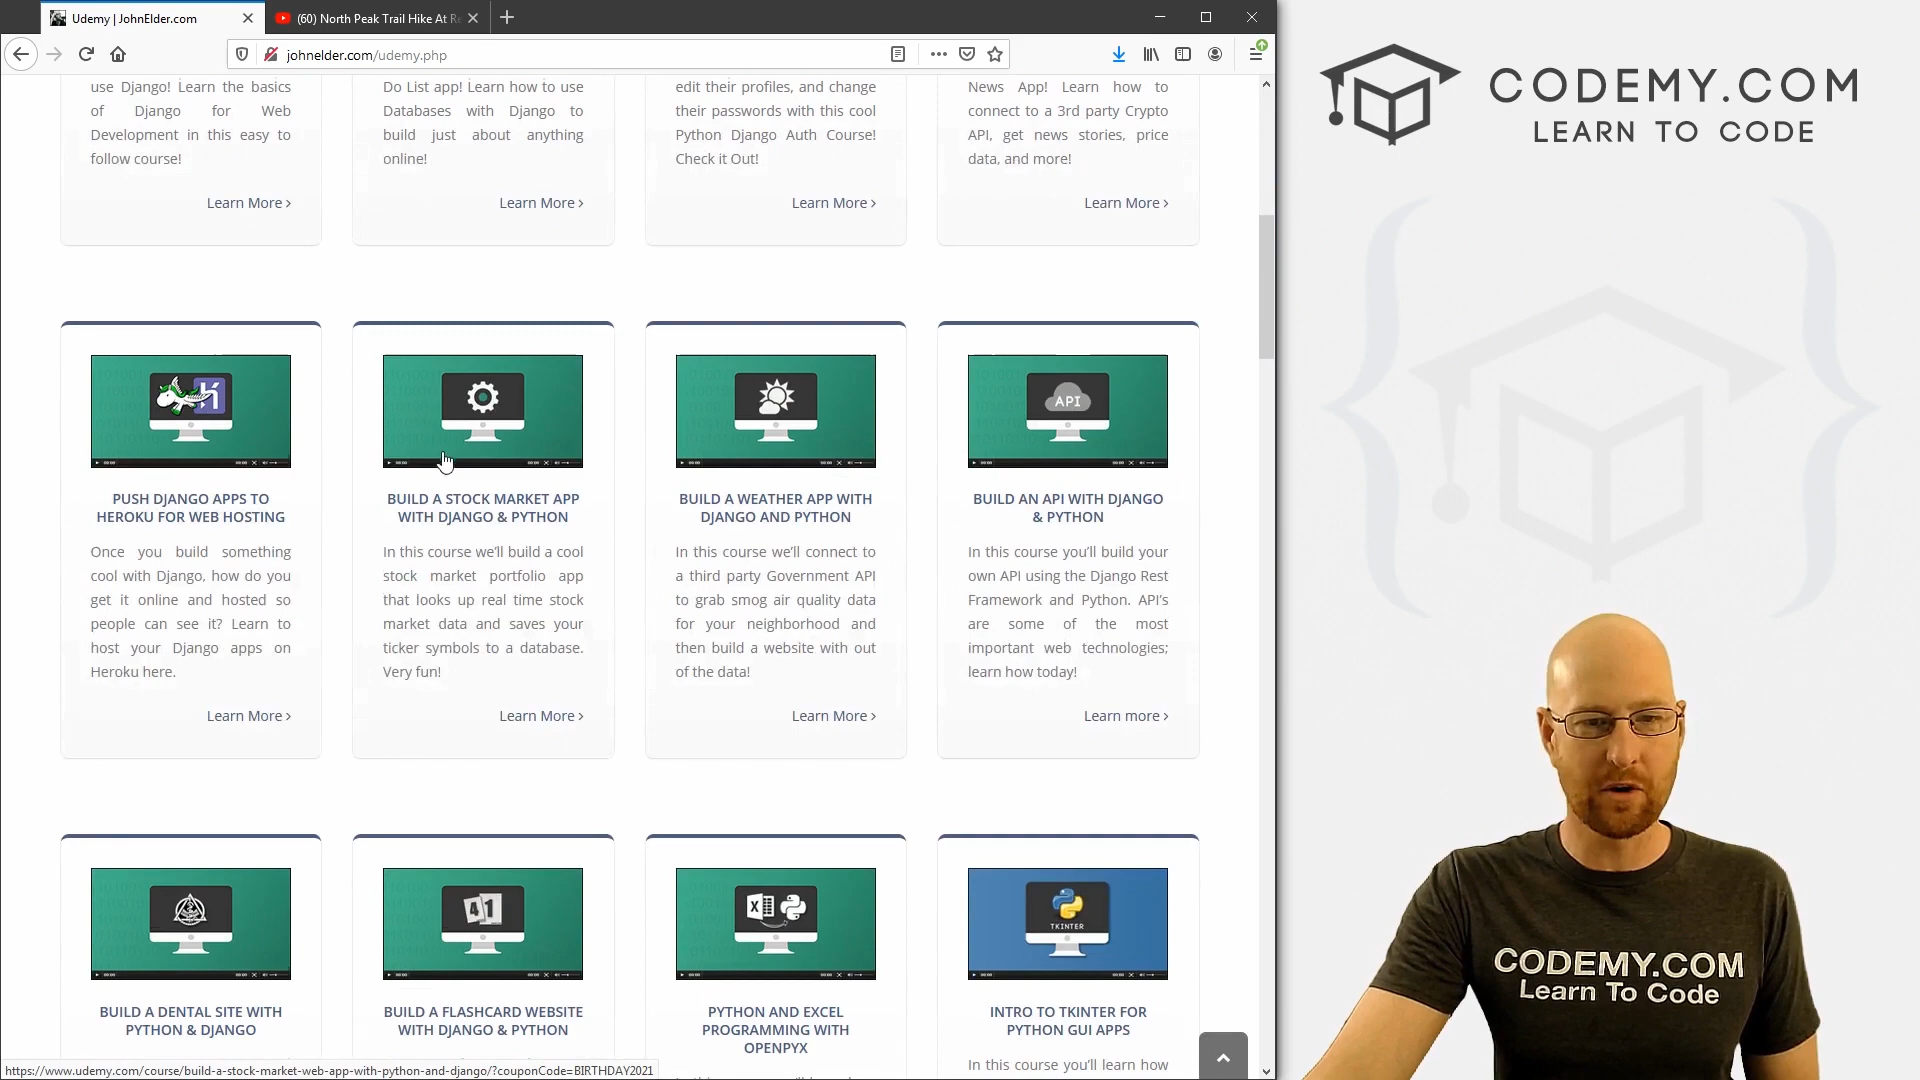 Udemy | JohnElder.com
(60) North Peak Trail Hike At Re
johnelder.com/udemy.php
CODEMY.COM
LEARN TO CODE
use Django! Learn the basics
of Django for Web
Development in this easy to
follow course!
Learn More
Do List app! Learn how to use
Databases with Django to
build just about anything
online!
Learn More
edit their profiles, and change
their passwords with this cool
Python Django Auth Course!
Check it Out!
Learn More
News App! Learn how to
connect to a 3rd party Crypto
API, get news stories, price
data, and more!
Learn More
PUSH DJANGO APPS TO
HEROKU FOR WEB HOSTING
Once you build something
cool with Django, how do you
get it online and hosted so
people can see it? Learn to
host your Django apps on
Heroku here.
Learn More
BUILD A STOCK MARKET APP
WITH DJANGO & PYTHON
In this course we'll build a cool
stock market portfolio app
that looks up real time stock
market data and saves your
ticker symbols to a database.
Very fun!
Learn More
BUILD A WEATHER APP WITH
DJANGO AND PYTHON
In this course we'll connect to
a third party Government API
to grab smog air quality data
for your neighborhood and
then build a website with out
of the data!
Learn More
API
BUILD AN API WITH DJANGO
& PYTHON
In this course you'll build your
own API using the Django Rest
Framework and Python. API's
are some of the most
important web technologies;
learn how today!
Learn more
BUILD A DENTAL SITE WITH
PYTHON & DJANGO
41
BUILD A FLASHCARD WEBSITE
WITH DJANGO & PYTHON
X
PYTHON AND EXCEL
PROGRAMMING WITH
OPENPYX
TKINTER
INTRO TO TKINTER FOR
PYTHON GUI APPS
In this course you'll learn how
CODEMY.COM
Learn To Code
https://www.udemy.com/course/build-a-stock-market-web-app-with-python-and-django/?couponCode=BIRTHDAY2021